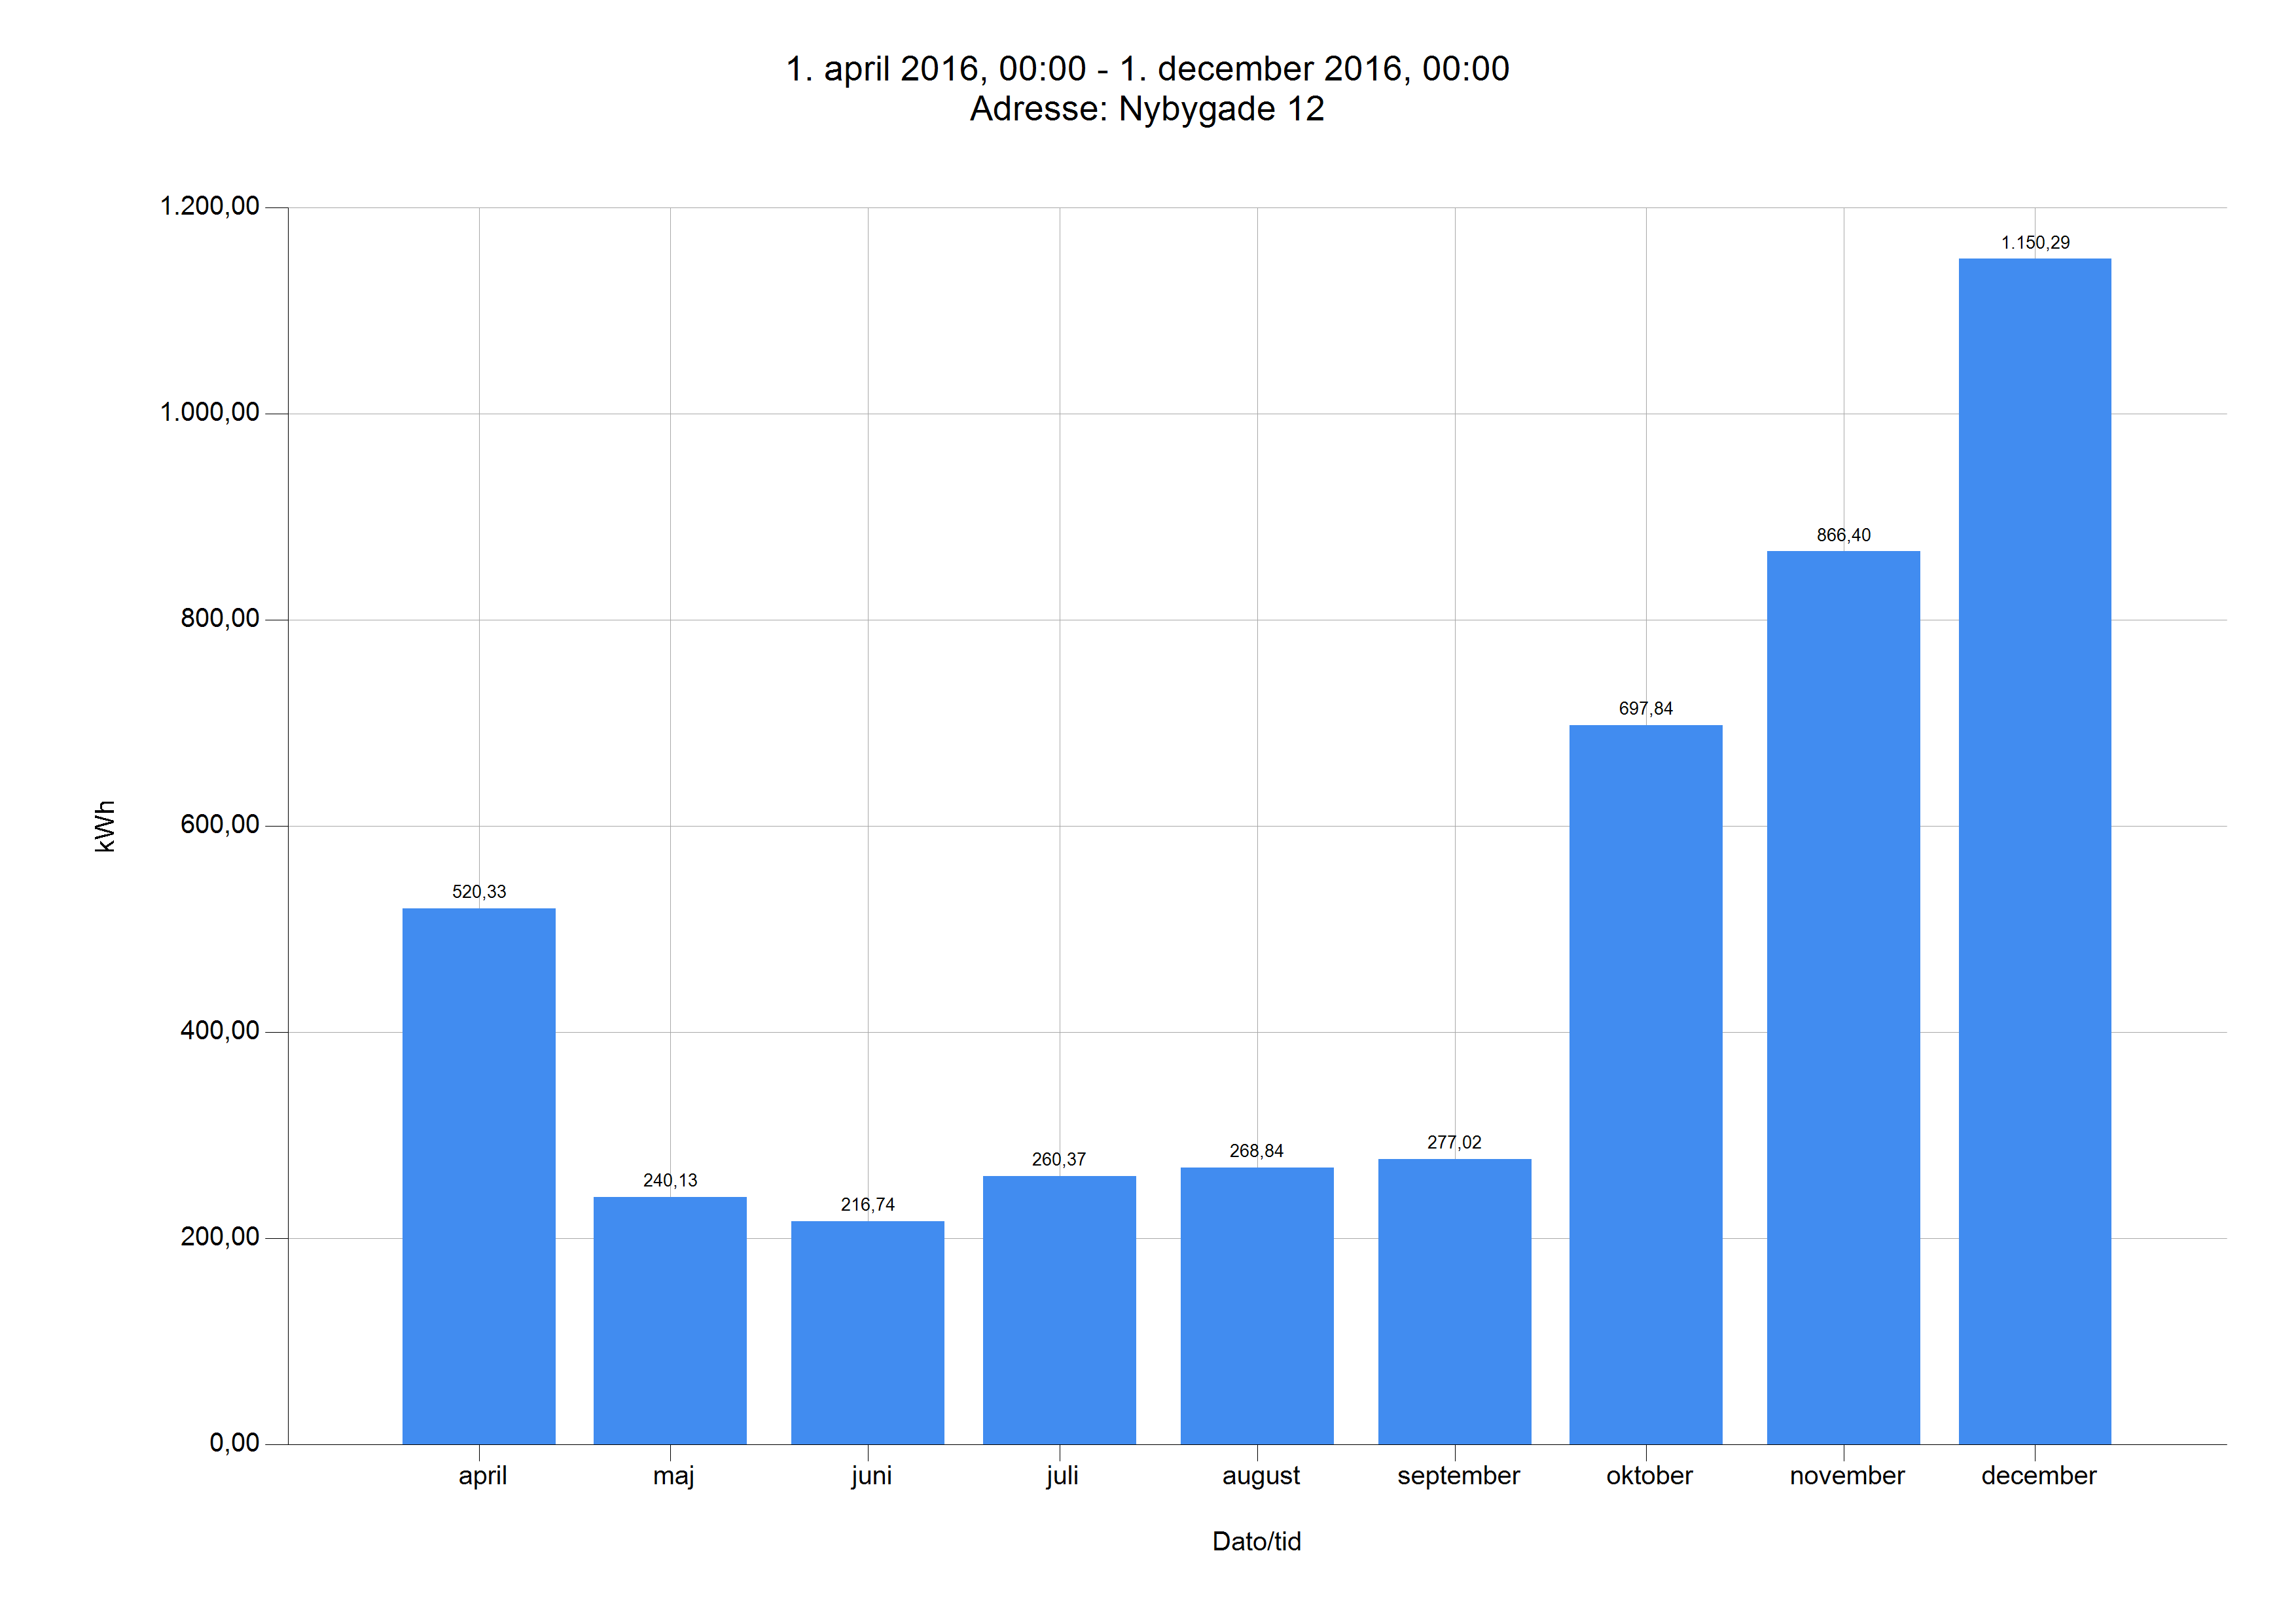 1. april 2016, 00:00 - 1. december 2016, 00:00
Adresse: Nybygade 12
1.200,00
1.000,00
800,00
600,00
400,00
200,00
0,00
kWh
520,33
240,13
216,74
260,37
268,84
277,02
697,84
866,40
1.150,29
april
maj
juni
juli
august
september
oktober
november
december
Dato/tid